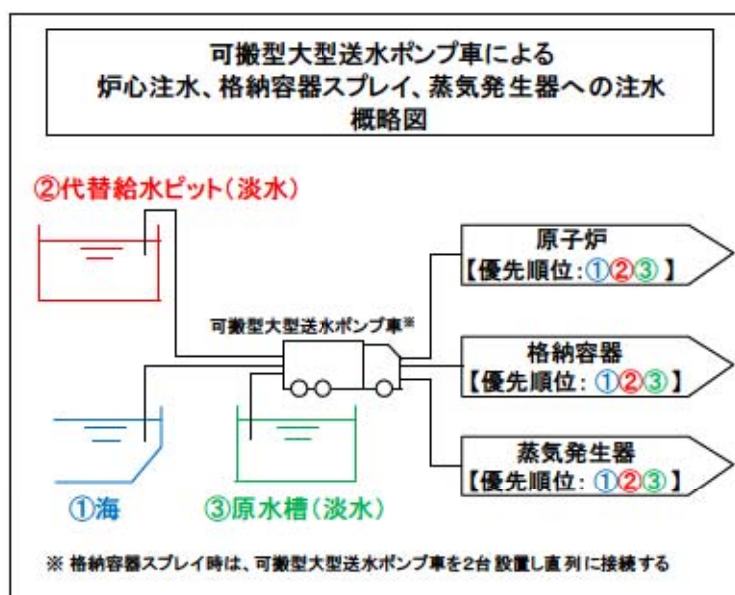 可搬型大型送水ポンプ車による
炉心注水、格納容器スプレイ、蒸気発生器への注水
概略図
②代替給水ピット(淡水)
原子炉
【優先順位:①②③】
可搬型大型送水ポンプ車※
格納容器
【優先順位: ①②③】
蒸気発生器
【優先順位: ①②③】
①海
③原水槽(淡水)
※ 格納容器スプレイ時は、可搬型大型送水ポンプ車を2台設置し直列に接続する